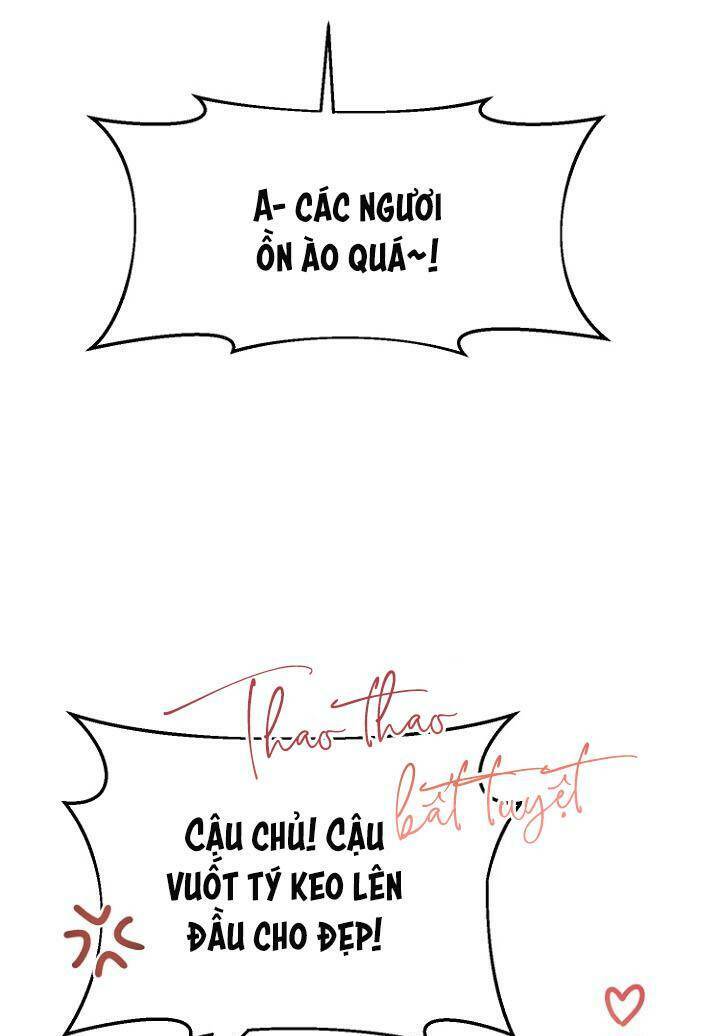 A- CÁC NGƯƠI
ỒN ÀO QUÁ~!
Thao thao
bất tuyệt
CẬU CHỦ! CẬU
VUỐT TÝ KEO LÊN
ĐẦU CHO ĐẸP!